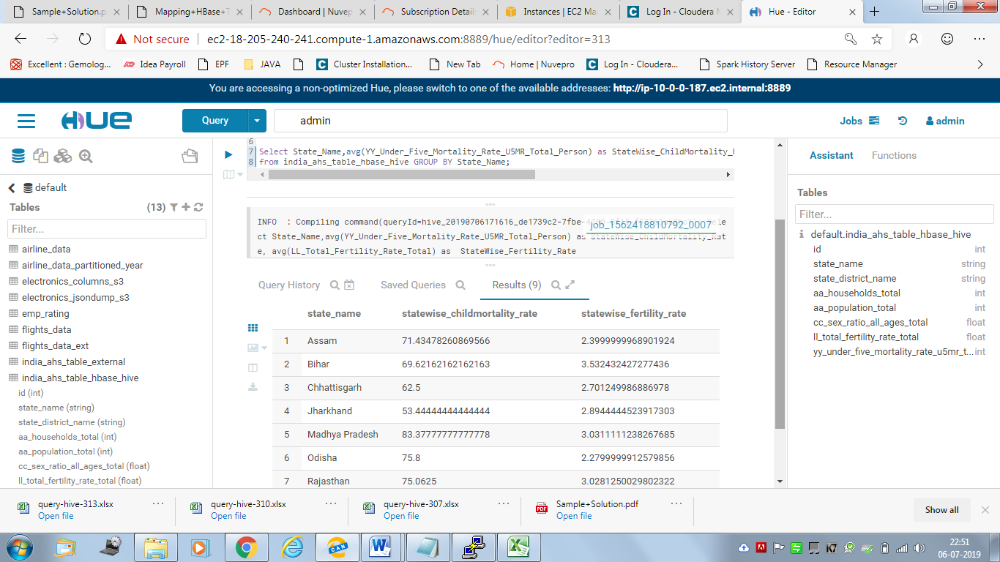 Sample+Solution.p
Mapping+HBase+T
Dashboard | Nuvep
Subscription Details
Instances | EC2 Ma
Log In - Cloudera M
Hue - Editor
Not secure
ec2-18-205-240-241.compute-1.amazonaws.com:8889/hue/editor?editor=313
Excellent : Gemolog...
Idea Payroll
EPF
JAVA
Cluster Installation...
New Tab
Home | Nuvepro
Log In - Cloudera...
Spark History Server
Resource Manager
You are accessing a non-optimized Hue, please switch to one of the available addresses: http://ip-10-0-0-187.ec2.internal:8889
HUE
Query
admin
Jobs
admin
default
Tables
(13)
Filter...
airline_data
airline_data_partitioned_year
electronics_columns_s3
electronics_jsondump_s3
emp_rating
flights_data
flights_data_ext
india_ahs_table_external
india_ahs_table_hbase_hive
id (int)
state_name (string)
state_district_name (string)
aa_households_total (int)
aa_population_total (int)
cc_sex_ratio_all_ages_total (float)
ll_total_fertility_rate_total (float)
6
7 Select State_Name,avg(YY_Under_Five_Mortality_Rate_U5MR_Total_Person) as StateWise_ChildMortality_R
8 from india_ahs_table_hbase_hive GROUP BY State_Name;
INFO : Compiling command(queryId=hive_20190706171616_de1739c2-7fbe-
job_1562418810792_0007
ct State_Name,avg(YY_Under_Five_Mortality_Rate_U5MR_Total_Person) as StateWise_ChildMortality_Rat
e, avg(LL_Total_Fertility_Rate_Total) as StateWise_Fertility_Rate
Query History
Saved Queries
Results (9)
state_name statewise_childmortality_rate statewise_fertility_rate
1 Assam 71.43478260869566 2.3999999968901924
2 Bihar 69.62162162162163 3.532432427277436
3 Chhattisgarh 62.5 2.701249986886978
4 Jharkhand 53.44444444444444 2.8944444523917303
5 Madhya Pradesh 83.37777777777778 3.0311111238267685
6 Odisha 75.8 2.2799999912579856
7 Rajasthan 75.0625 3.0281250029802322
Assistant
Functions
Tables
Filter...
default.india_ahs_table_hbase_hive
id int
state_name string
state_district_name string
aa_households_total int
aa_population_total int
cc_sex_ratio_all_ages_total float
ll_total_fertility_rate_total float
yy_under_five_mortality_rate_u5mr_t... int
query-hive-313.xlsx
Open file
query-hive-310.xlsx
Open file
query-hive-307.xlsx
Open file
Sample+Solution.pdf
Open file
Show all
CAN
22:51
06-07-2019